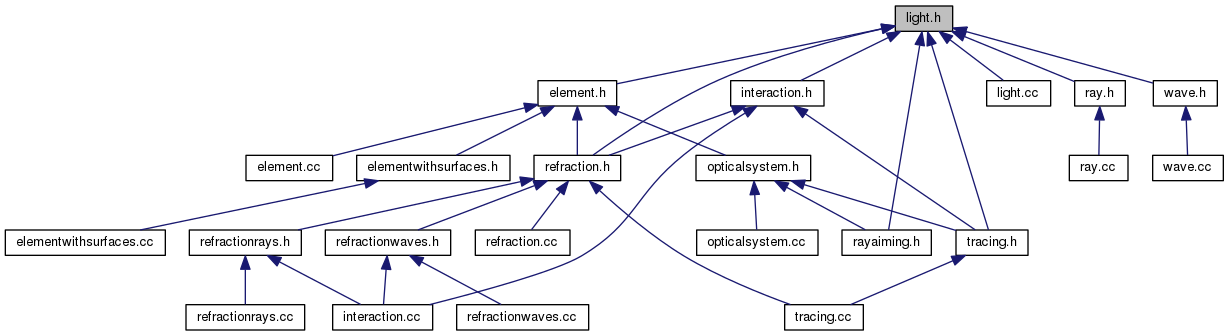 light.h
element.h
interaction.h
light.cc
ray.h
wave.h
element.cc
elementwithsurfaces.h
refraction.h
opticalsystem.h
ray.cc
wave.cc
elementwithsurfaces.cc
refractionrays.h
refractionwaves.h
refraction.cc
opticalsystem.cc
rayaiming.h
tracing.h
refractionrays.cc
interaction.cc
refractionwaves.cc
tracing.cc